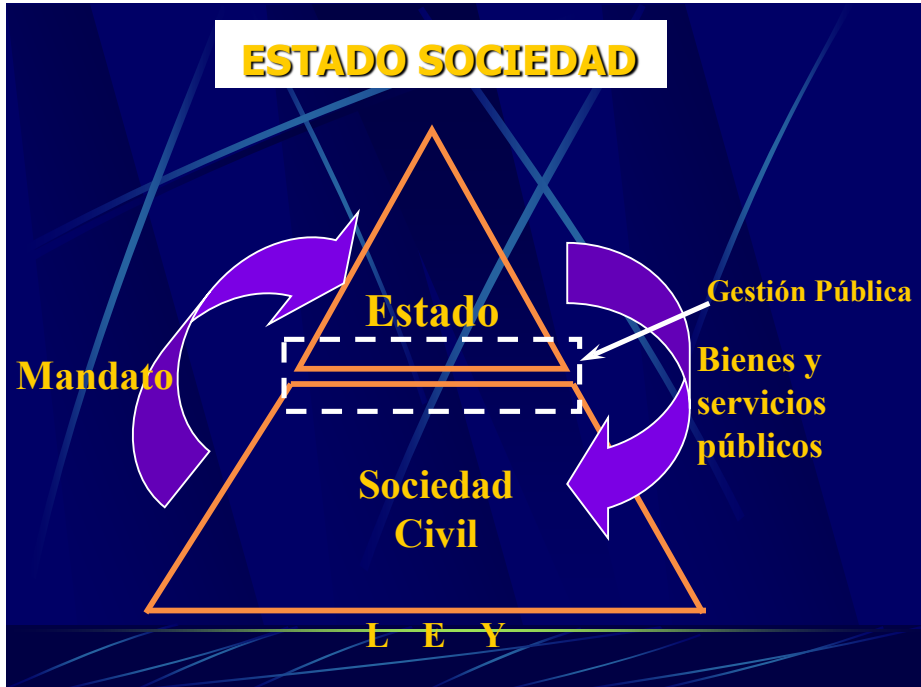 ESTADO SOCIEDAD
Gestión Pública
Estado
Mandato
Bienes y
servicios
públicos
Sociedad
Civil
L E Y